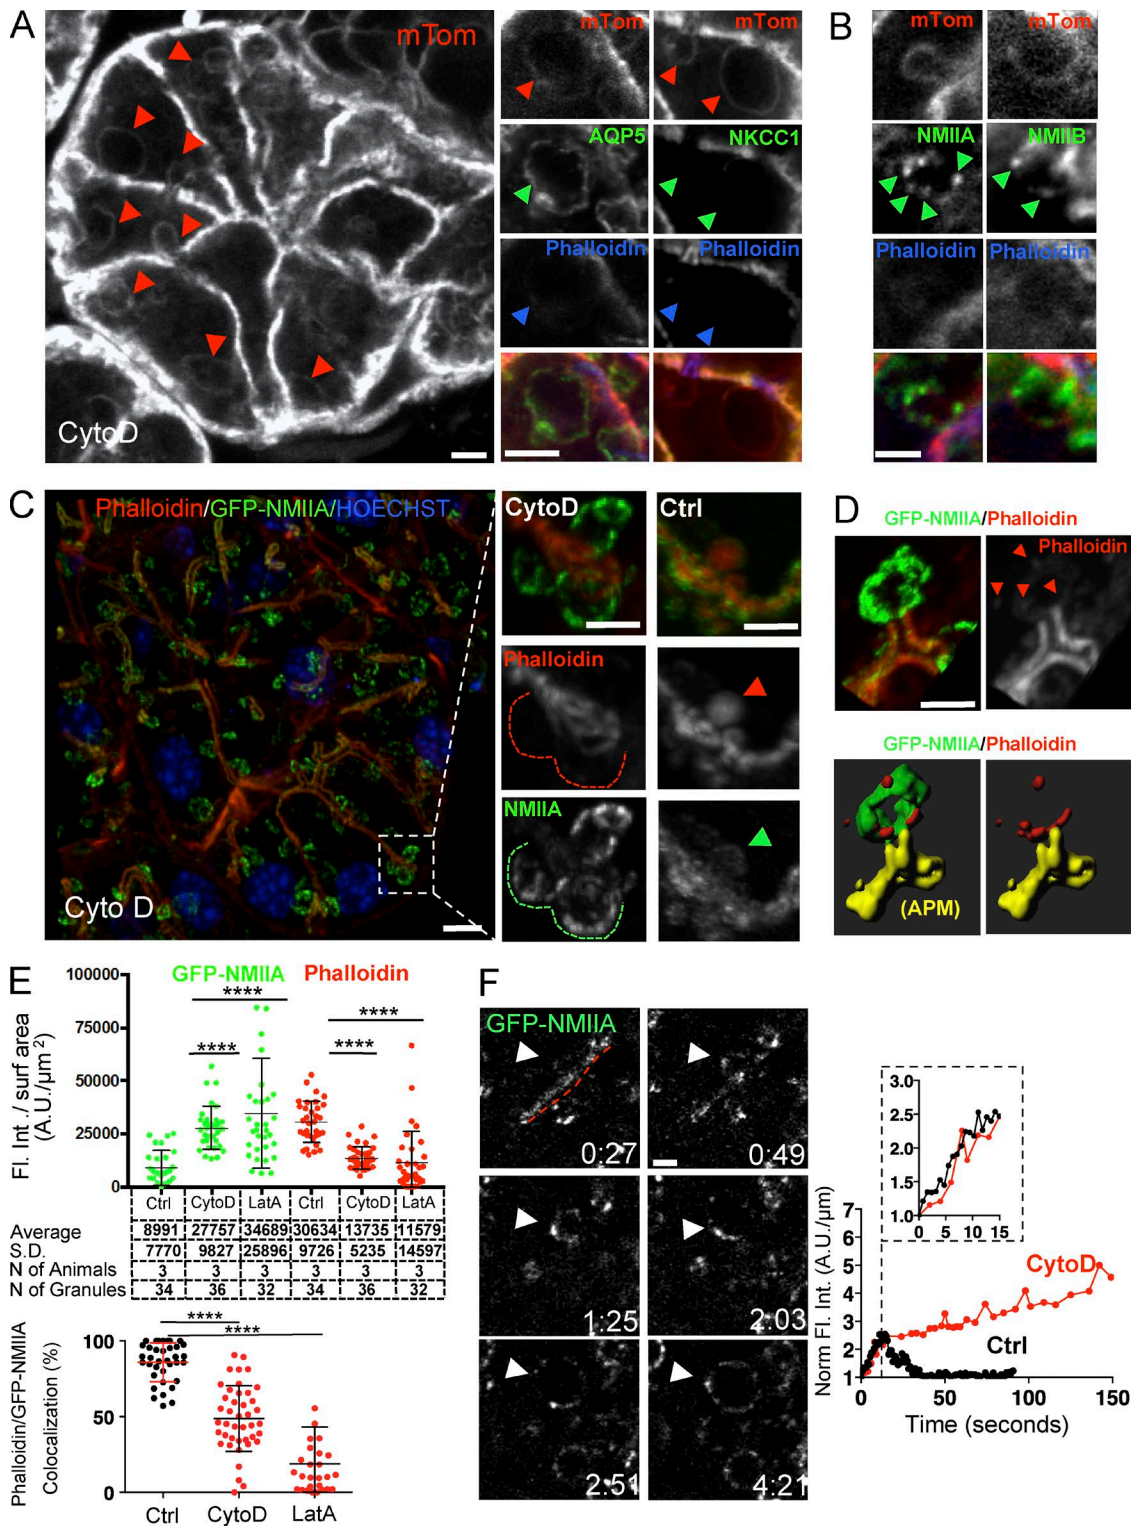 A
mTom
CytoD
mTom
mTom
AQP5
NKCC1
Phalloidin
Phalloidin
B
mTom
mTom
NMIIA
NMIIB
Phalloidin
Phalloidin
C
Phalloidin/GFP-NMIIA/HOECHST
Cyto D
CytoD
Ctrl
Phalloidin
NMIIA
D
GFP-NMIIA/Phalloidin
Phalloidin
GFP-NMIIA/Phalloidin
(APM)
E
GFP-NMIIA Phalloidin
Fl. Int./ surf area
(A.U./µm²)
100000
75000
50000
25000
0
****
****
****
****
Ctrl CytoD LatA Ctrl CytoD LatA
Average 8991 27757 34689 30634 13735 11579
S.D. 7770 9827 25896 9726 5235 14597
N of Animals 3 3 3 3 3 3
N of Granules 34 36 32 34 36 32
Phalloidin/GFP-NMIIA
Colocalization (%)
100
50
0
****
****
Ctrl CytoD LatA
F
GFP-NMIIA
0:27
0:49
1:25
2:03
2:51
4:21
Norm Fl. Int. (A.U./µm)
7
6
5
4
3
2
1
0 50 100 150
Time (seconds)
CytoD
Ctrl
3.0
2.5
2.0
1.5
1.0
0 5 10 15